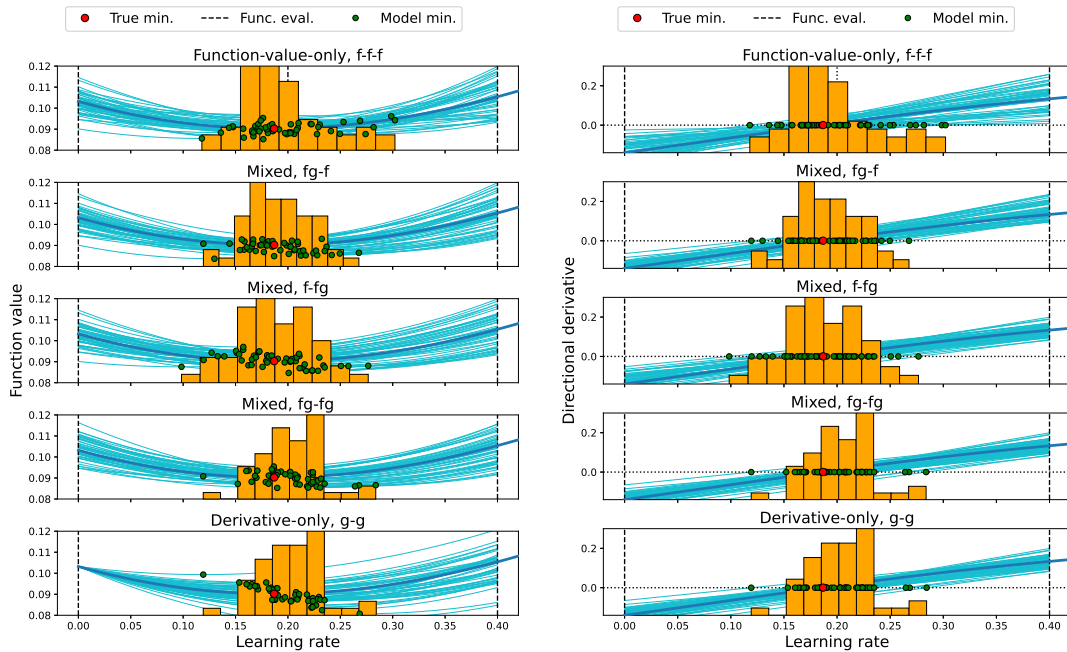 True min. Func. eval. Model min.
Function-value-only, f-f-f
0.12
0.11
0.10
0.09
0.08
Mixed, fg-f
0.12
0.11
0.10
0.09
0.08
Mixed, f-fg
0.12
0.11
0.10
0.09
0.08
Mixed, fg-fg
0.12
0.11
0.10
0.09
0.08
Derivative-only, g-g
0.12
0.11
0.10
0.09
0.08
0.00 0.05 0.10 0.15 0.20 0.25 0.30 0.35 0.40
Learning rate
Function value
True min. Func. eval. Model min.
Function-value-only, f-f-f
0.2
0.0
Mixed, fg-f
0.2
0.0
Mixed, f-fg
0.2
0.0
Mixed, fg-fg
0.2
0.0
Derivative-only, g-g
0.2
0.0
0.00 0.05 0.10 0.15 0.20 0.25 0.30 0.35 0.40
Learning rate
Directional derivative